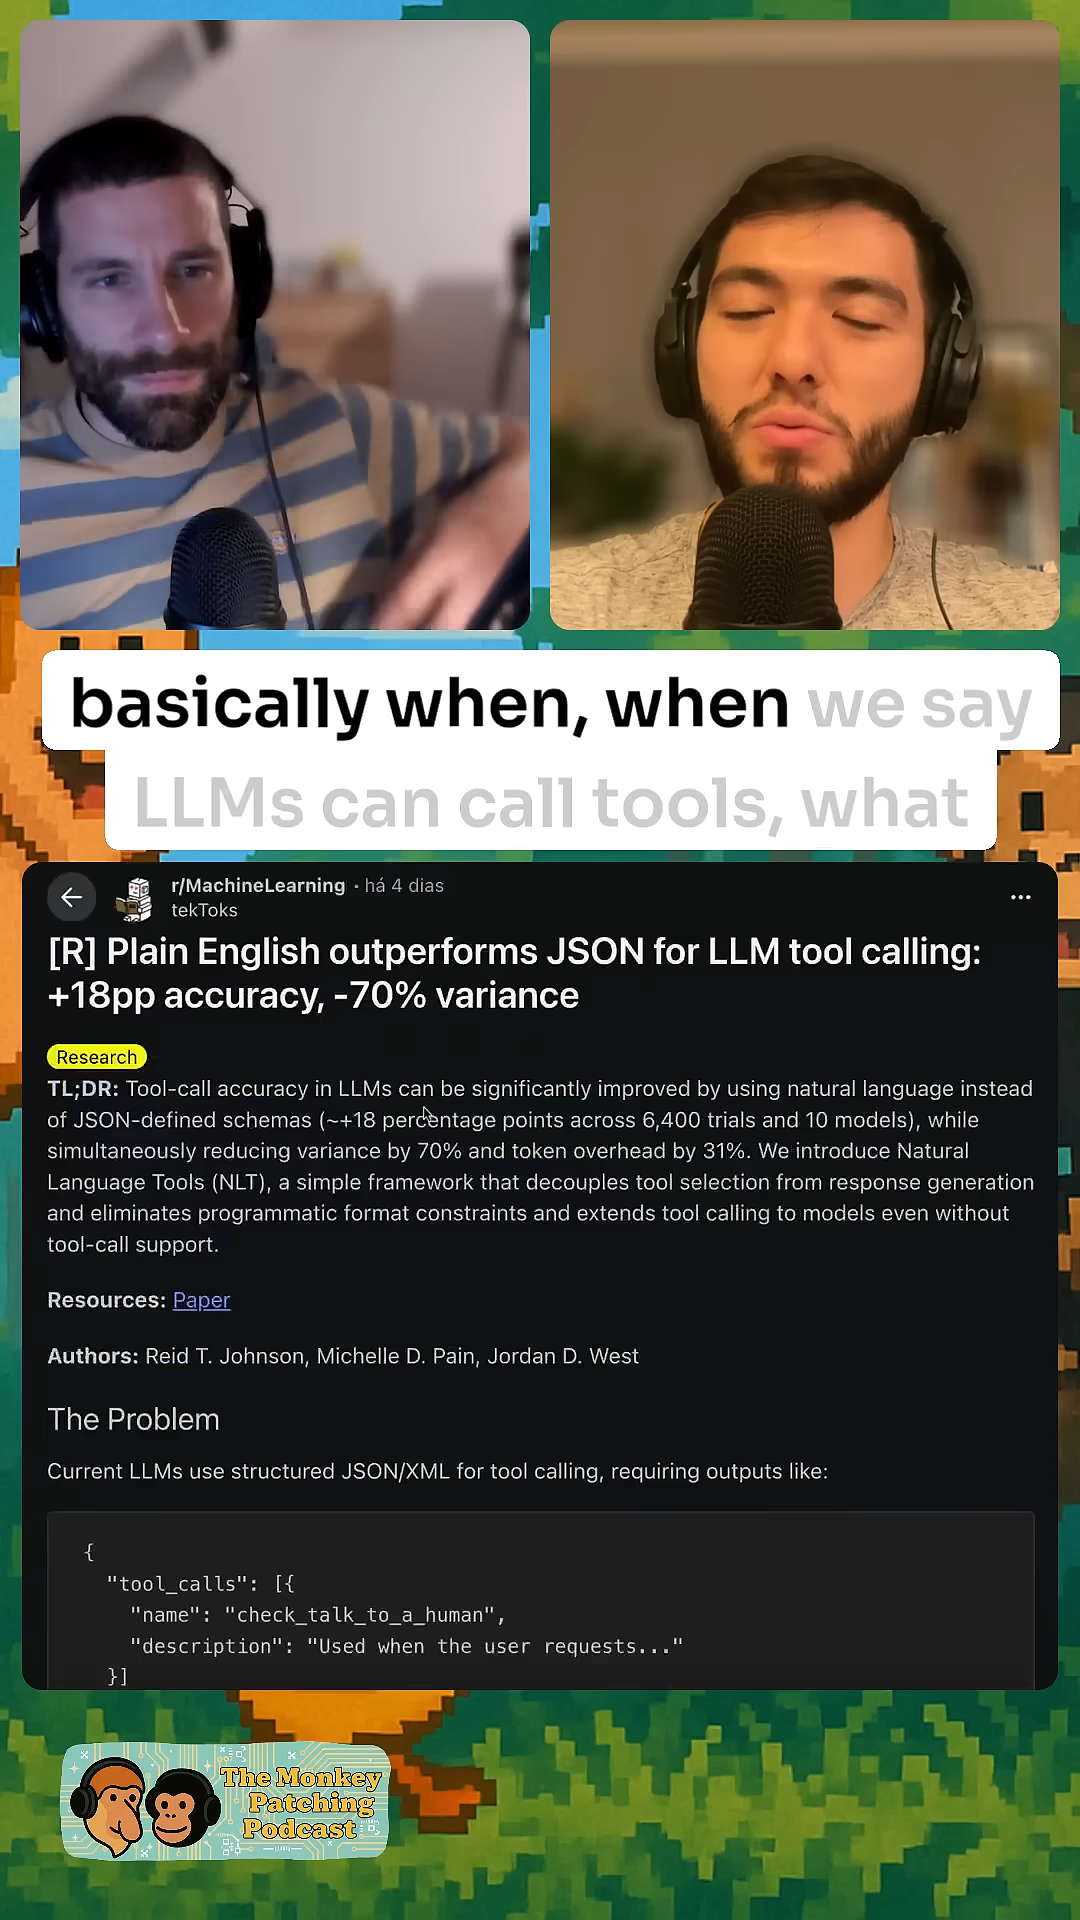 basically when, when we say
LLMs can call tools, what
r/MachineLearning • há 4 dias
tekToks
[R] Plain English outperforms JSON for LLM tool calling:
+18pp accuracy, -70% variance
Research
TL;DR: Tool-call accuracy in LLMs can be significantly improved by using natural language instead
of JSON-defined schemas (~+18 percentage points across 6,400 trials and 10 models), while
simultaneously reducing variance by 70% and token overhead by 31%. We introduce Natural
Language Tools (NLT), a simple framework that decouples tool selection from response generation
and eliminates programmatic format constraints and extends tool calling to models even without
tool-call support.
Resources: Paper
Authors: Reid T. Johnson, Michelle D. Pain, Jordan D. West
The Problem
Current LLMs use structured JSON/XML for tool calling, requiring outputs like:
{
"tool_calls": [{
"name": "check_talk_to_a_human",
"description": "Used when the user requests..."
}]
The Monkey
Patching
Podcast